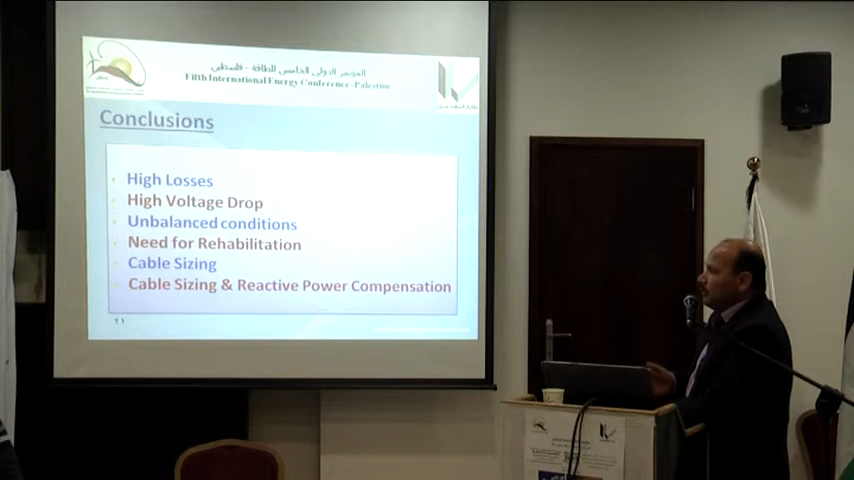 المؤتمر الدولي الخامس للطاقة - فلسطين
Fifth International Energy Conference-Palestine
Conclusions
High Losses
High Voltage Drop
Unbalanced conditions
Need for Rehabilitation
Cable Sizing
Cable Sizing & Reactive Power Compensation